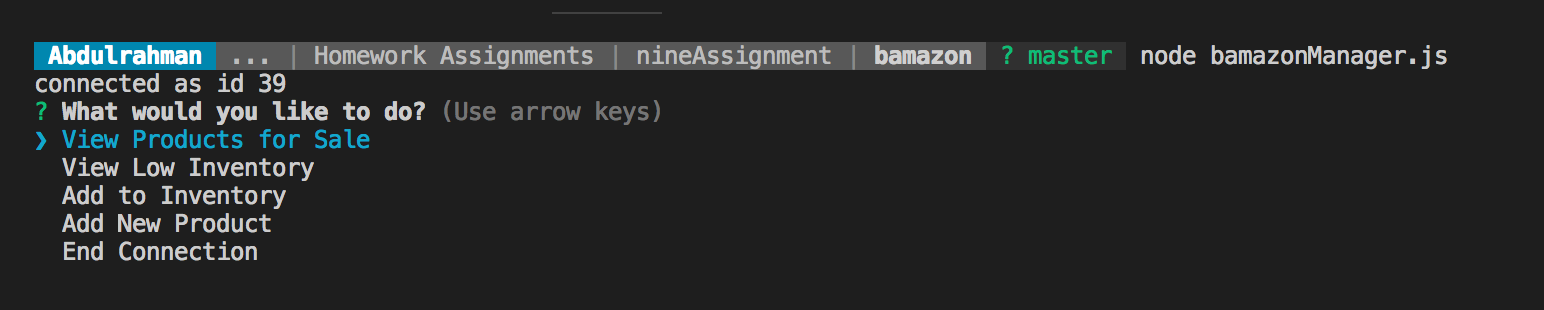 Abdulrahman ... | Homework Assignments | nineAssignment | bamazon ? master node bamazonManager.js
connected as id 39
? What would you like to do? (Use arrow keys)
❯ View Products for Sale
View Low Inventory
Add to Inventory
Add New Product
End Connection